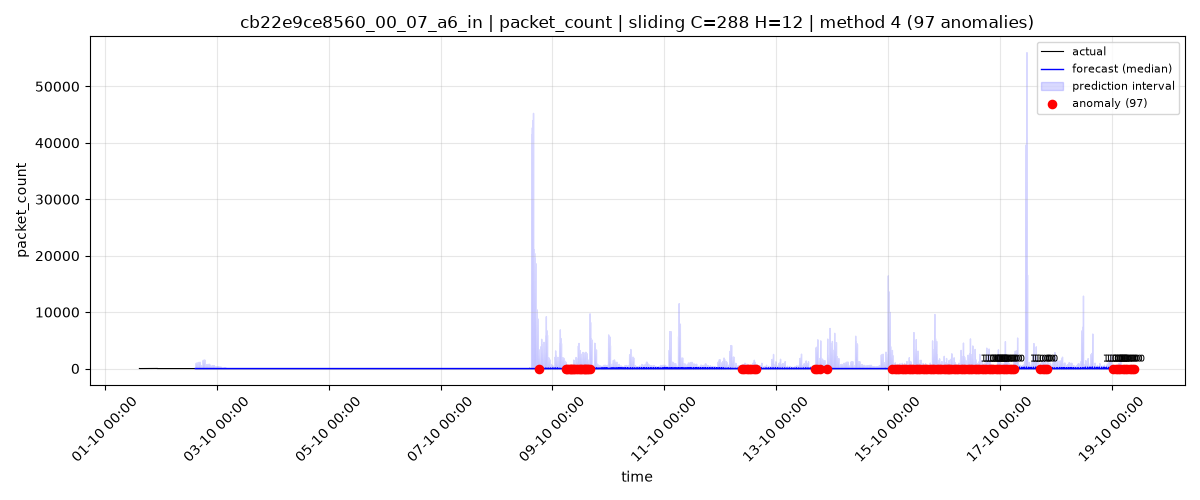 cb22e9ce8560_00_07_a6_in | packet_count | sliding C=288 H=12 | method 4 (97 anomalies)
actual
forecast (median)
prediction interval
anomaly (97)
packet_count
50000
40000
30000
20000
10000
0
01-10 00:00
03-10 00:00
05-10 00:00
07-10 00:00
09-10 00:00
11-10 00:00
13-10 00:00
15-10 00:00
17-10 00:00
19-10 00:00
time